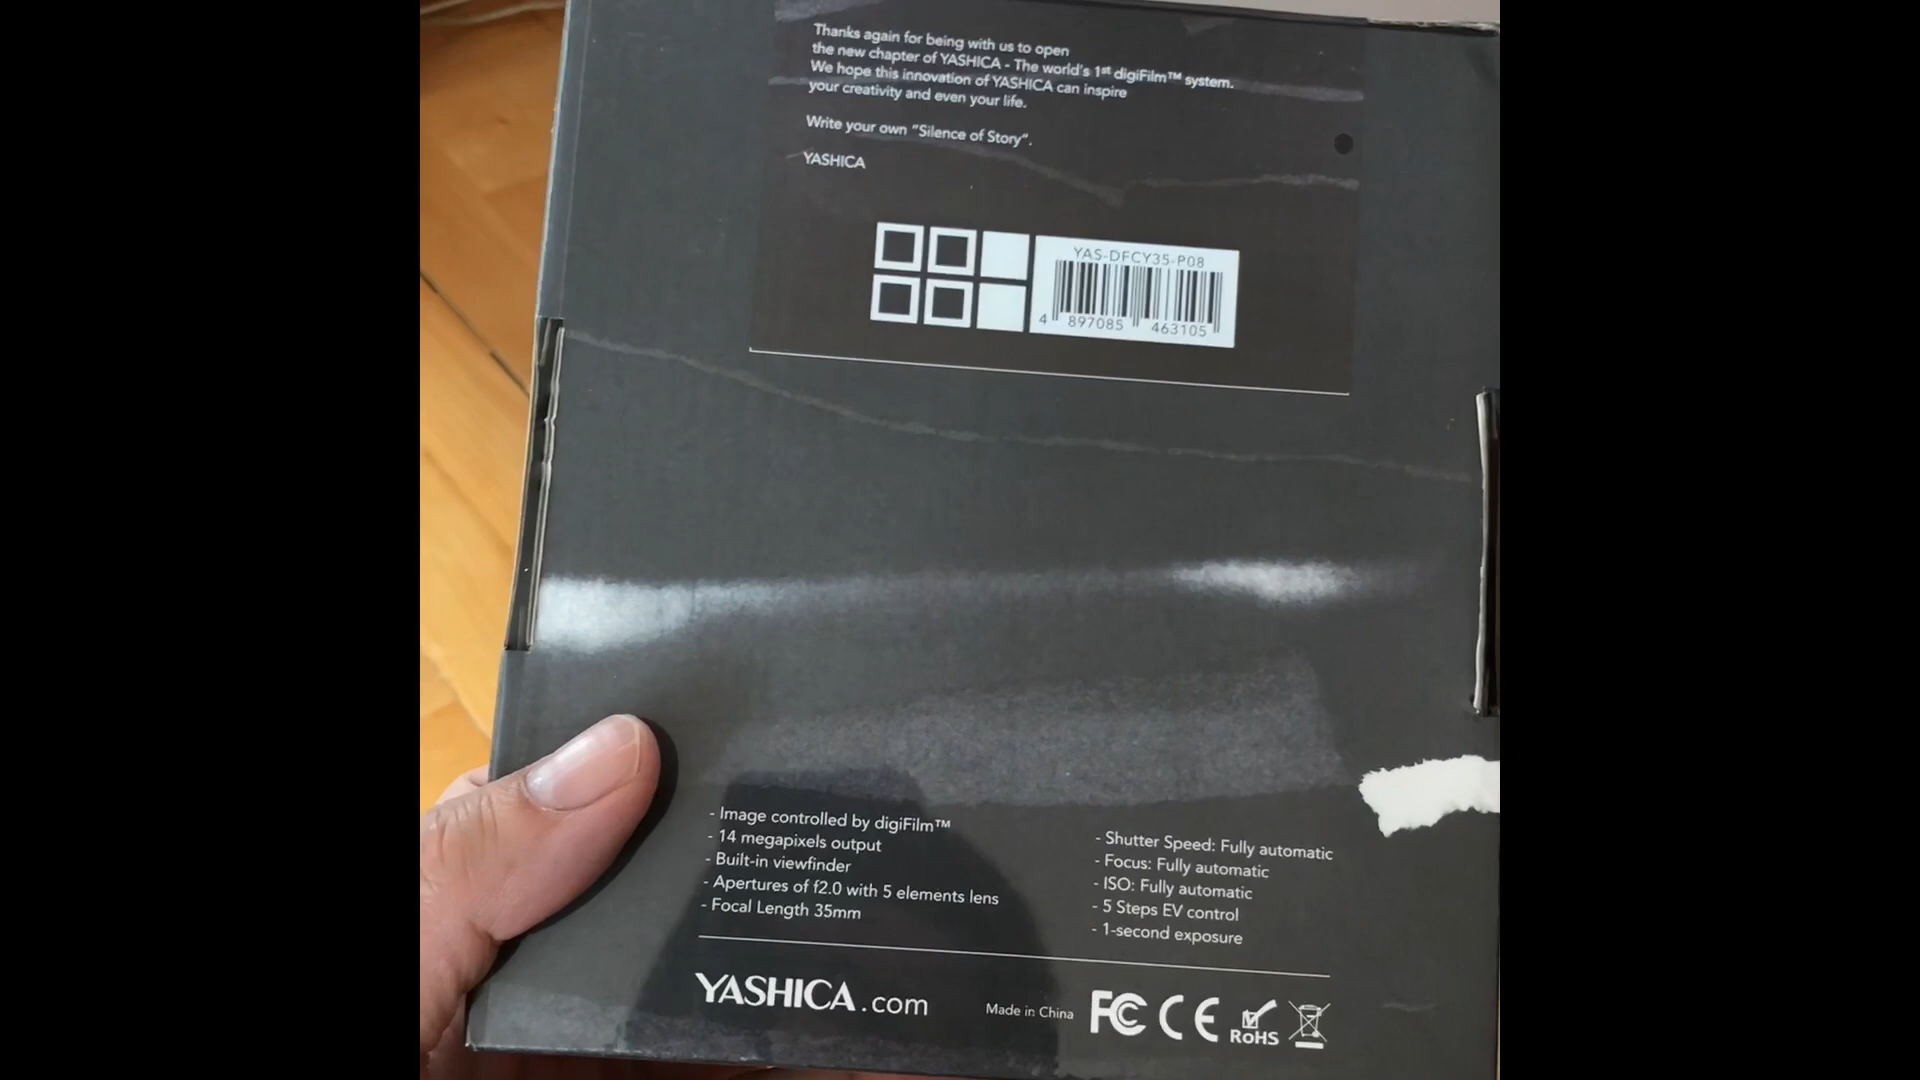 Thanks again for being with us to open
the new chapter of YASHICA - The world's 1st digiFilm™ system.
We hope this innovation of YASHICA can inspire
your creativity and even your life.
Write your own "Silence of Story".
YASHICA
YAS-DFCY35-P08
4 897085 463105
- Image controlled by digiFilm™
- 14 megapixels output
- Built-in viewfinder
- Apertures of f2.0 with 5 elements lens
- Focal Length 35mm
- Shutter Speed: Fully automatic
- Focus: Fully automatic
- ISO: Fully automatic
- 5 Steps EV control
- 1-second exposure
YASHICA.com
Made in China
FC CE RoHS